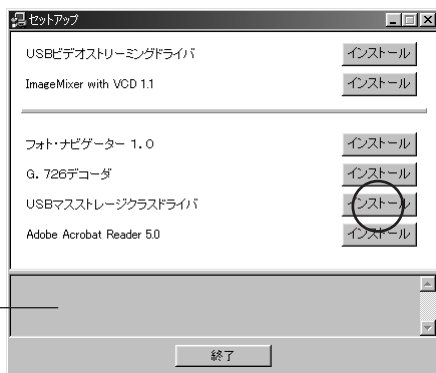 セットアップ
USBビデオストリーミングドライバ インストール
ImageMixer with VCD 1.1 インストール
フォト・ナビゲーター 1.0 インストール
G. 726デコーダ インストール
USBマスストレージクラスドライバ インストール
Adobe Acrobat Reader 5.0 インストール
終了